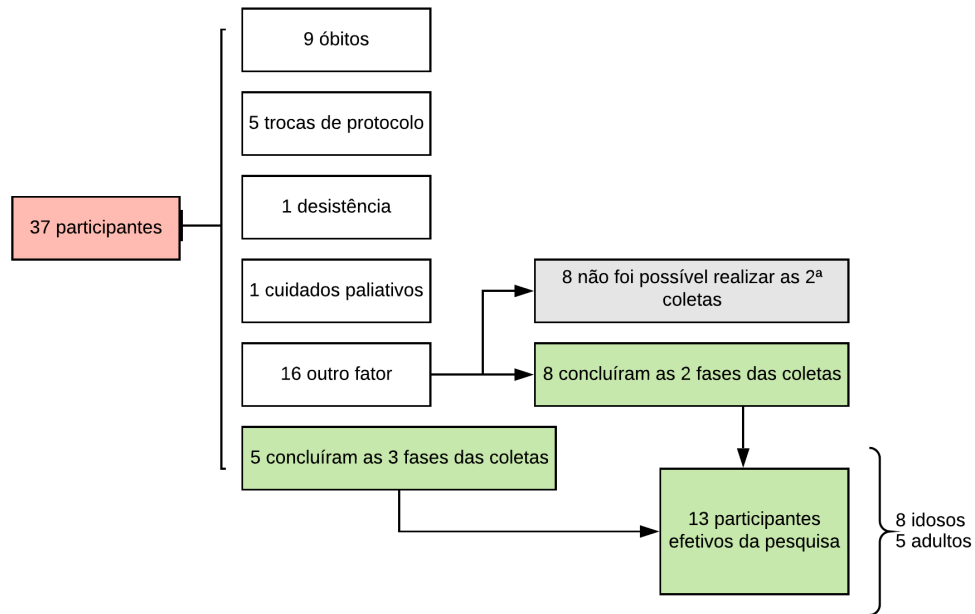 9 óbitos
5 trocas de protocolo
1 desistência
37 participantes
1 cuidados paliativos
8 não foi possível realizar as 2ª
coletas
16 outro fator
8 concluíram as 2 fases das coletas
5 concluíram as 3 fases das coletas
13 participantes
efetivos da pesquisa
8 idosos
5 adultos